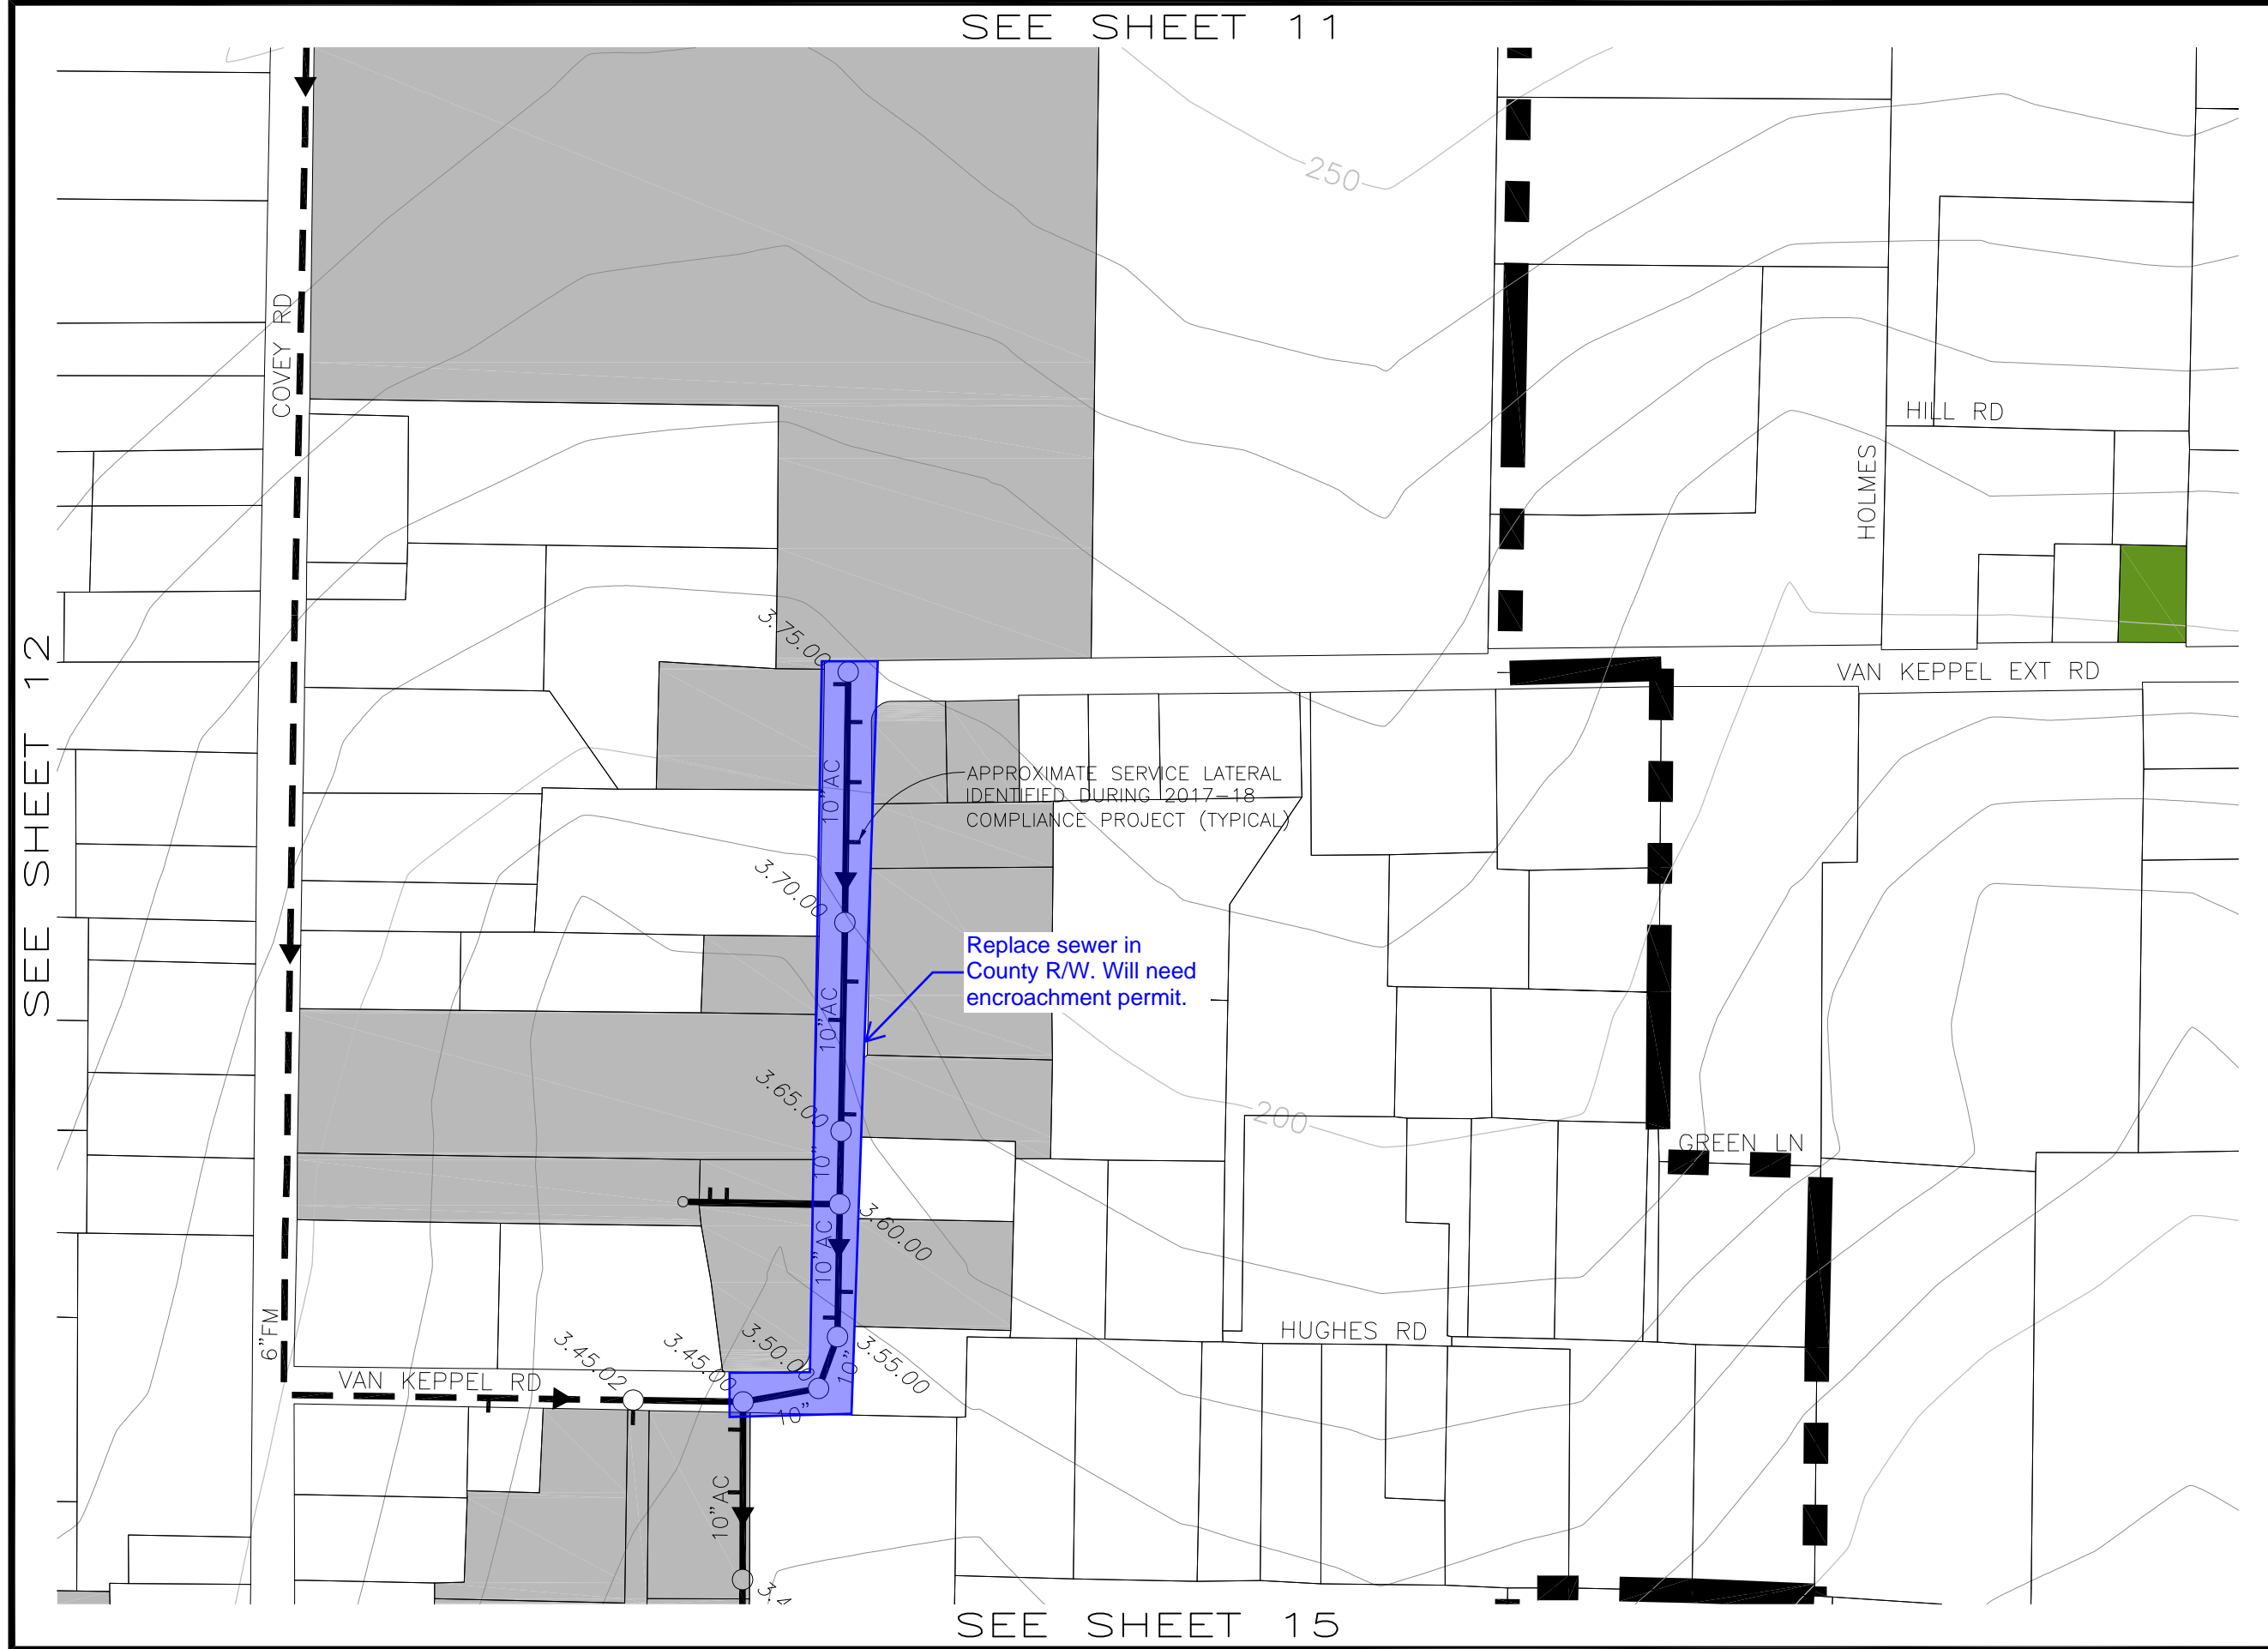 SEE SHEET 11
250
COVEY RD
HILL RD
HOLMES
SEE SHEET 12
3.75.00
VAN KEPPEL EXT RD
10"AC
APPROXIMATE SERVICE LATERAL
IDENTIFIED DURING 2017-18
COMPLIANCE PROJECT (TYPICAL)
3.70.00
Replace sewer in
County R/W. Will need
encroachment permit.
10"AC
3.65.00
200
10"
GREEN LN
3.60.00
10"AC
6"FM
HUGHES RD
3.45.02
3.45.00
3.50.00
3.55.00
10"
VAN KEPPEL RD
10"
10"AC
SEE SHEET 15